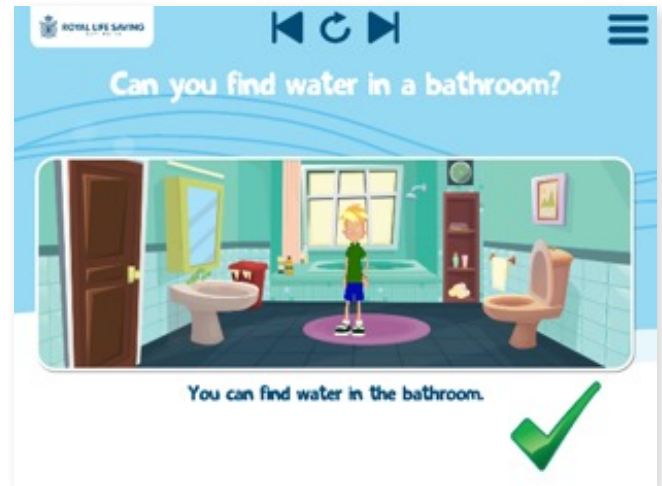 ROYAL LIFE SAVING
Can you find water in a bathroom?
You can find water in the bathroom.